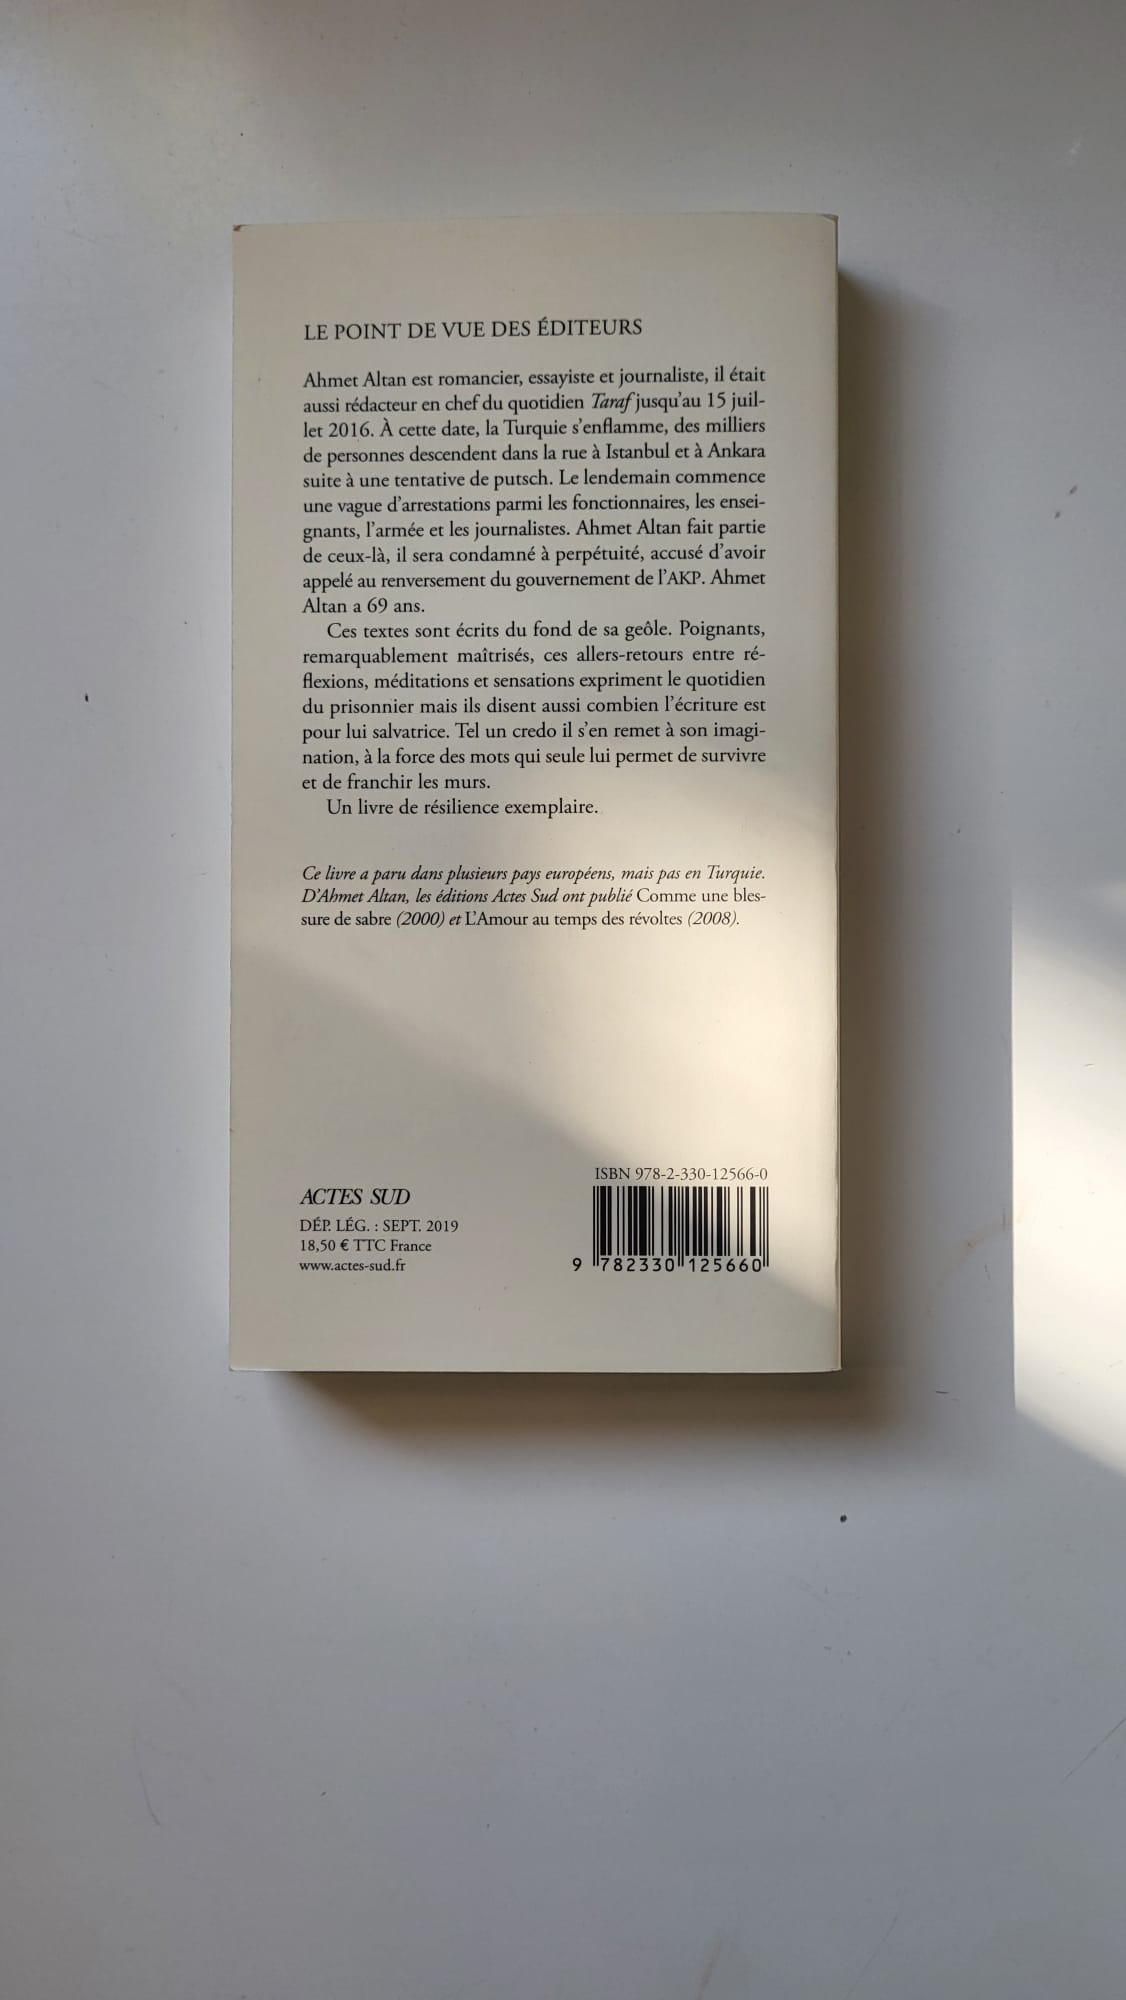 LE POINT DE VUE DES ÉDITEURS
Ahmet Altan est romancier, essayiste et journaliste, il était
aussi rédacteur en chef du quotidien Taraf jusqu'au 15 juil-
let 2016. À cette date, la Turquie s'enflamme, des milliers
de personnes descendent dans la rue à Istanbul et à Ankara
suite à une tentative de putsch. Le lendemain commence
une vague d'arrestations parmi les fonctionnaires, les ensei-
gnants, l'armée et les journalistes. Ahmet Altan fait partie
de ceux-là, il sera condamné à perpétuité, accusé d'avoir
appelé au renversement du gouvernement de l'AKP. Ahmet
Altan a 69 ans.
Ces textes sont écrits du fond de sa geôle. Poignants,
remarquablement maîtrisés, ces allers-retours entre ré-
flexions, méditations et sensations expriment le quotidien
du prisonnier mais ils disent aussi combien l'écriture est
pour lui salvatrice. Tel un credo il s'en remet à son imagi-
nation, à la force des mots qui seule lui permet de survivre
et de franchir les murs.
Un livre de résilience exemplaire.
Ce livre a paru dans plusieurs pays européens, mais pas en Turquie.
D'Ahmet Altan, les éditions Actes Sud ont publié Comme une bles-
sure de sabre (2000) et L'Amour au temps des révoltes (2008).
ACTES SUD
DÉP. LÉG. : SEPT. 2019
18,50 € TTC France
www.actes-sud.fr
ISBN 978-2-330-12566-0
9 782330 125660